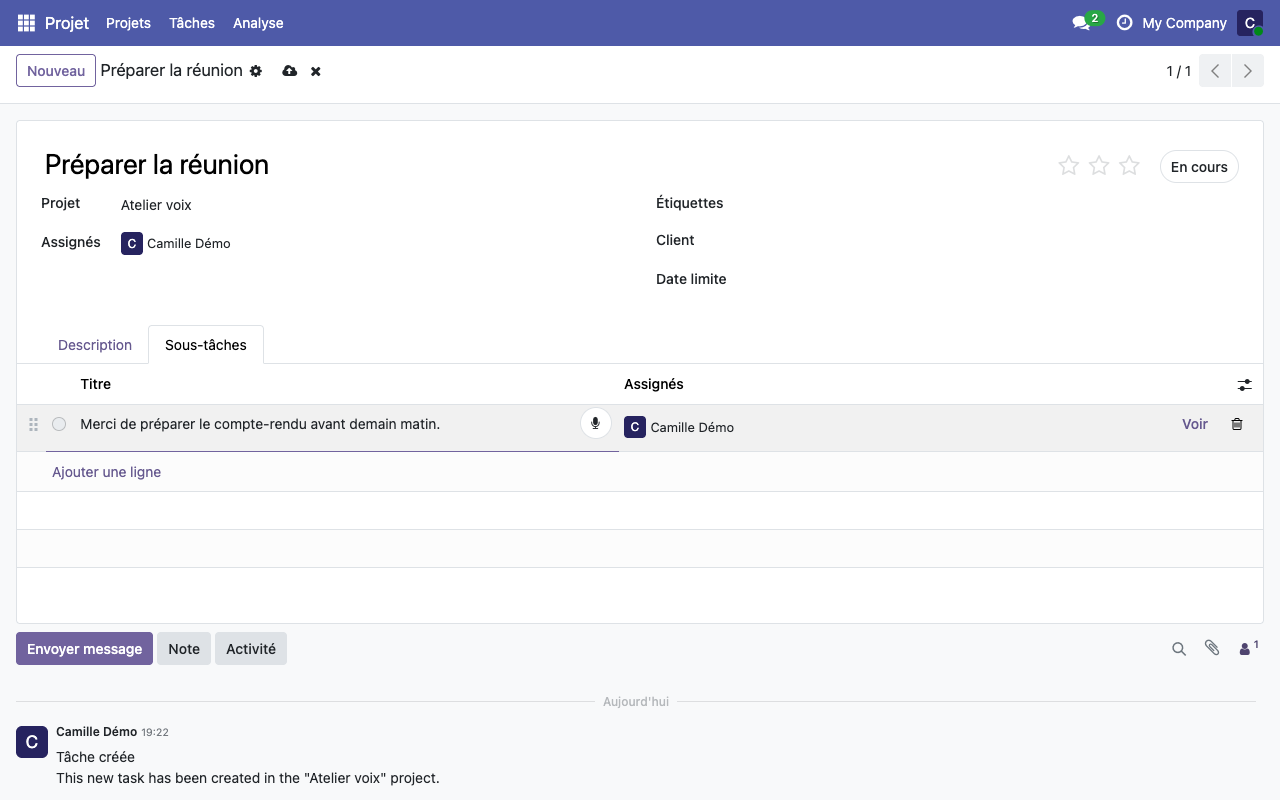 Projet Projets Tâches Analyse 2 My Company C
Nouveau Préparer la réunion 1 / 1
Préparer la réunion En cours
Projet Atelier voix Étiquettes
Assignés C Camille Démo Client
Date limite
Description Sous-tâches
Titre Assignés
Merci de préparer le compte-rendu avant demain matin. C Camille Démo Voir
Ajouter une ligne
Envoyer message Note Activité 1
Aujourd'hui
C Camille Démo 19:22
Tâche créée
This new task has been created in the "Atelier voix" project.